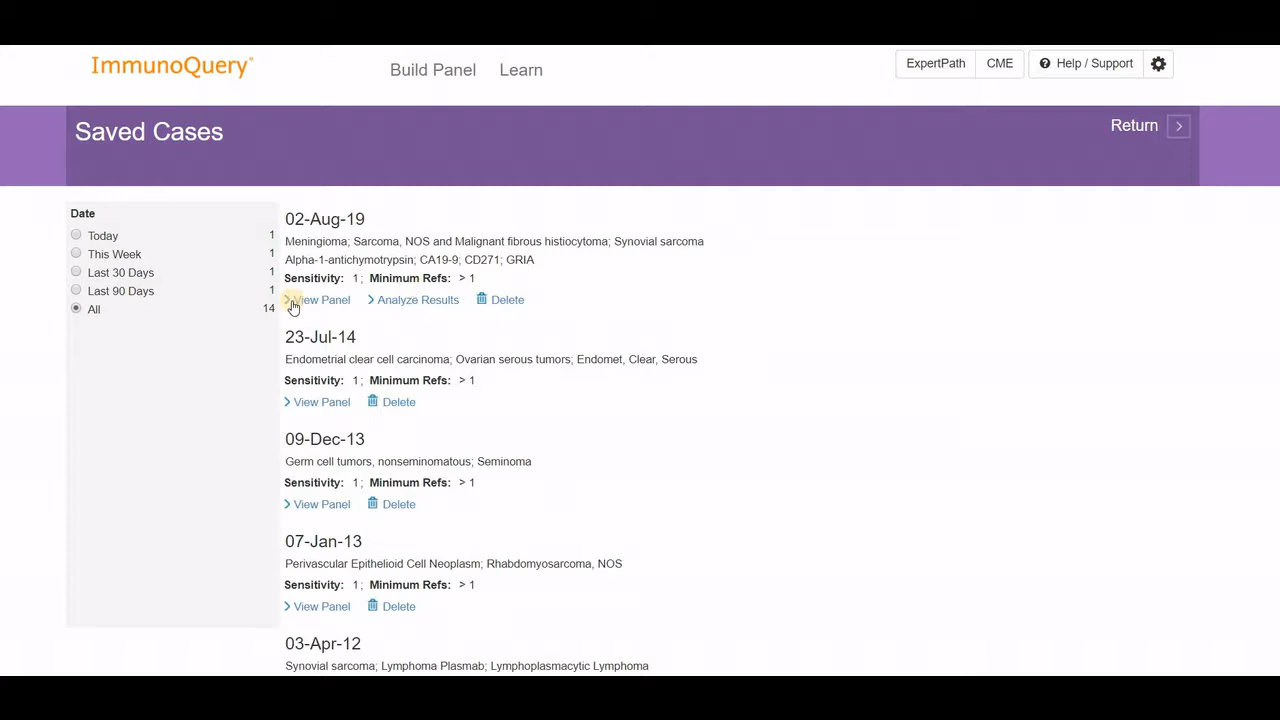 ImmunoQuery®
Build Panel Learn
ExpertPath CME Help / Support
Saved Cases
Return
Date
Today 1
This Week 1
Last 30 Days 1
Last 90 Days 1
All 14
02-Aug-19
Meningioma; Sarcoma, NOS and Malignant fibrous histiocytoma; Synovial sarcoma
Alpha-1-antichymotrypsin; CA19-9; CD271; GRIA
Sensitivity: 1; Minimum Refs: > 1
View Panel Analyze Results Delete
23-Jul-14
Endometrial clear cell carcinoma; Ovarian serous tumors; Endomet, Clear, Serous
Sensitivity: 1; Minimum Refs: > 1
View Panel Delete
09-Dec-13
Germ cell tumors, nonseminomatous; Seminoma
Sensitivity: 1; Minimum Refs: > 1
View Panel Delete
07-Jan-13
Perivascular Epithelioid Cell Neoplasm; Rhabdomyosarcoma, NOS
Sensitivity: 1; Minimum Refs: > 1
View Panel Delete
03-Apr-12
Synovial sarcoma; Lymphoma Plasmab; Lymphoplasmacytic Lymphoma